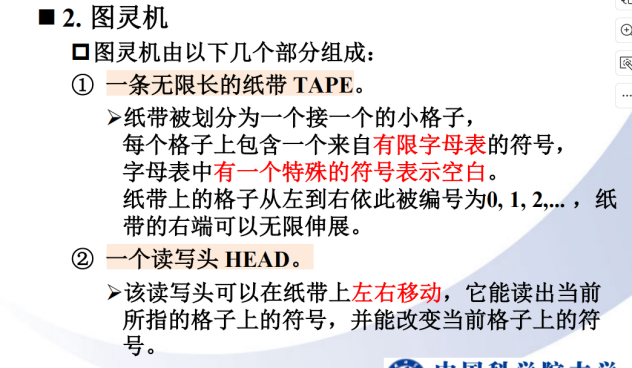 ■ 2. 图灵机
图灵机由以下几个部分组成：
① 一条无限长的纸带 TAPE。
➢纸带被划分为一个接一个的小格子，
每个格子上包含一个来自有限字母表的符号，
字母表中有一个特殊的符号表示空白。
纸带上的格子从左到右依此被编号为0, 1, 2,... ，纸
带的右端可以无限伸展。
② 一个读写头 HEAD。
➢该读写头可以在纸带上左右移动，它能读出当前
所指的格子上的符号，并能改变当前格子上的符
号。
中国科学院大学